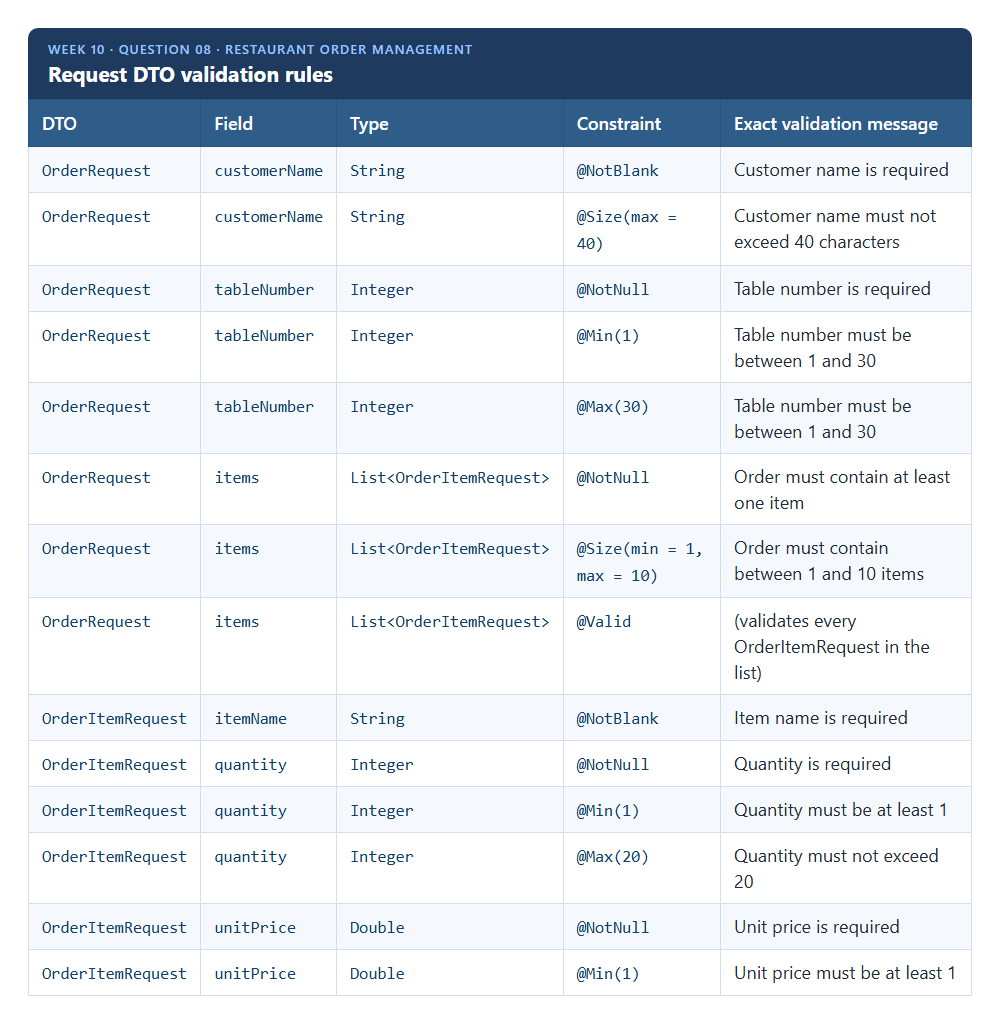 WEEK 10 · QUESTION 08 · RESTAURANT ORDER MANAGEMENT
Request DTO validation rules
DTO Field Type Constraint Exact validation message
OrderRequest customerName String @NotBlank Customer name is required
OrderRequest customerName String @Size(max = Customer name must not
40) exceed 40 characters
OrderRequest tableNumber Integer @NotNull Table number is required
OrderRequest tableNumber Integer @Min(1) Table number must be
between 1 and 30
OrderRequest tableNumber Integer @Max(30) Table number must be
between 1 and 30
OrderRequest items List<OrderItemRequest> @NotNull Order must contain at least
one item
OrderRequest items List<OrderItemRequest> @Size(min = 1, Order must contain
max = 10) between 1 and 10 items
OrderRequest items List<OrderItemRequest> @Valid (validates every
OrderItemRequest in the
list)
OrderItemRequest itemName String @NotBlank Item name is required
OrderItemRequest quantity Integer @NotNull Quantity is required
OrderItemRequest quantity Integer @Min(1) Quantity must be at least 1
OrderItemRequest quantity Integer @Max(20) Quantity must not exceed
20
OrderItemRequest unitPrice Double @NotNull Unit price is required
OrderItemRequest unitPrice Double @Min(1) Unit price must be at least 1